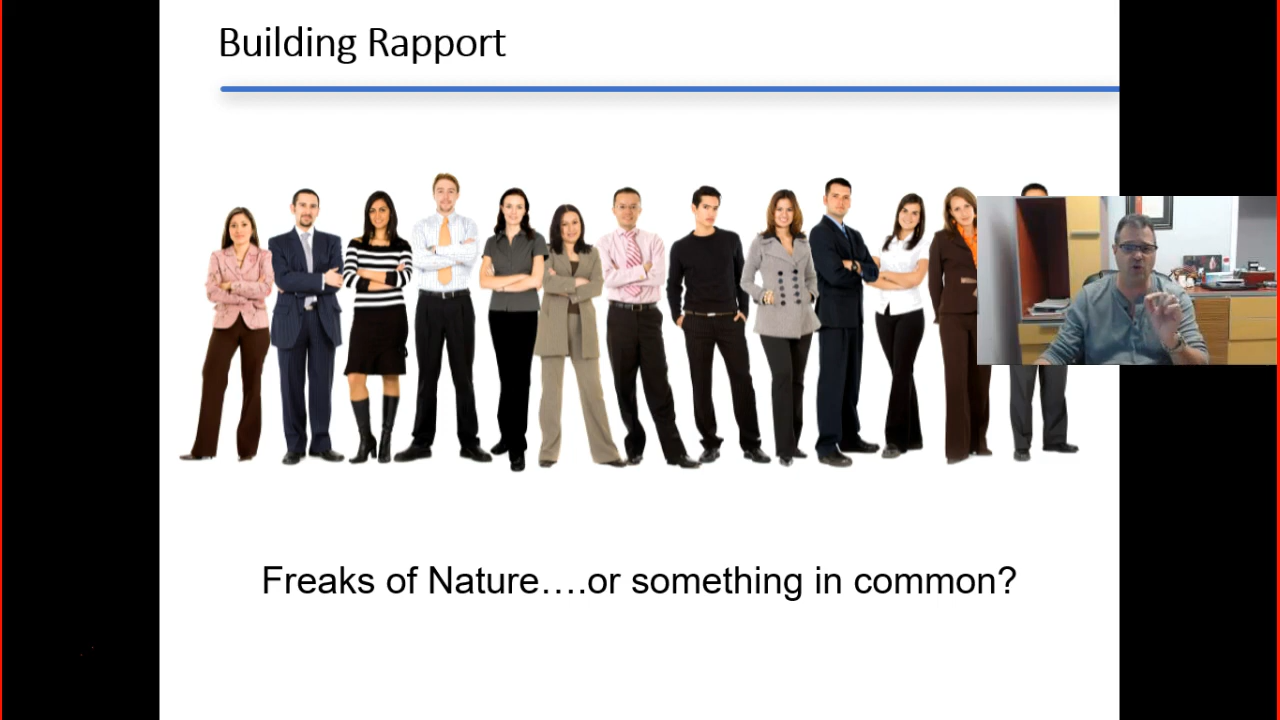 Building Rapport
Freaks of Nature….or something in common?